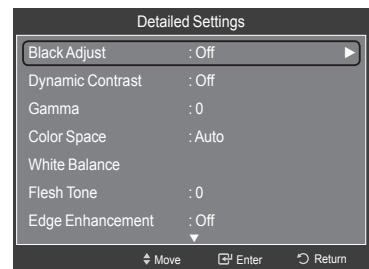 Detailed Settings
Black Adjust : Off
Dynamic Contrast : Off
Gamma : 0
Color Space : Auto
White Balance
Flesh Tone : 0
Edge Enhancement : Off
Move Enter Return